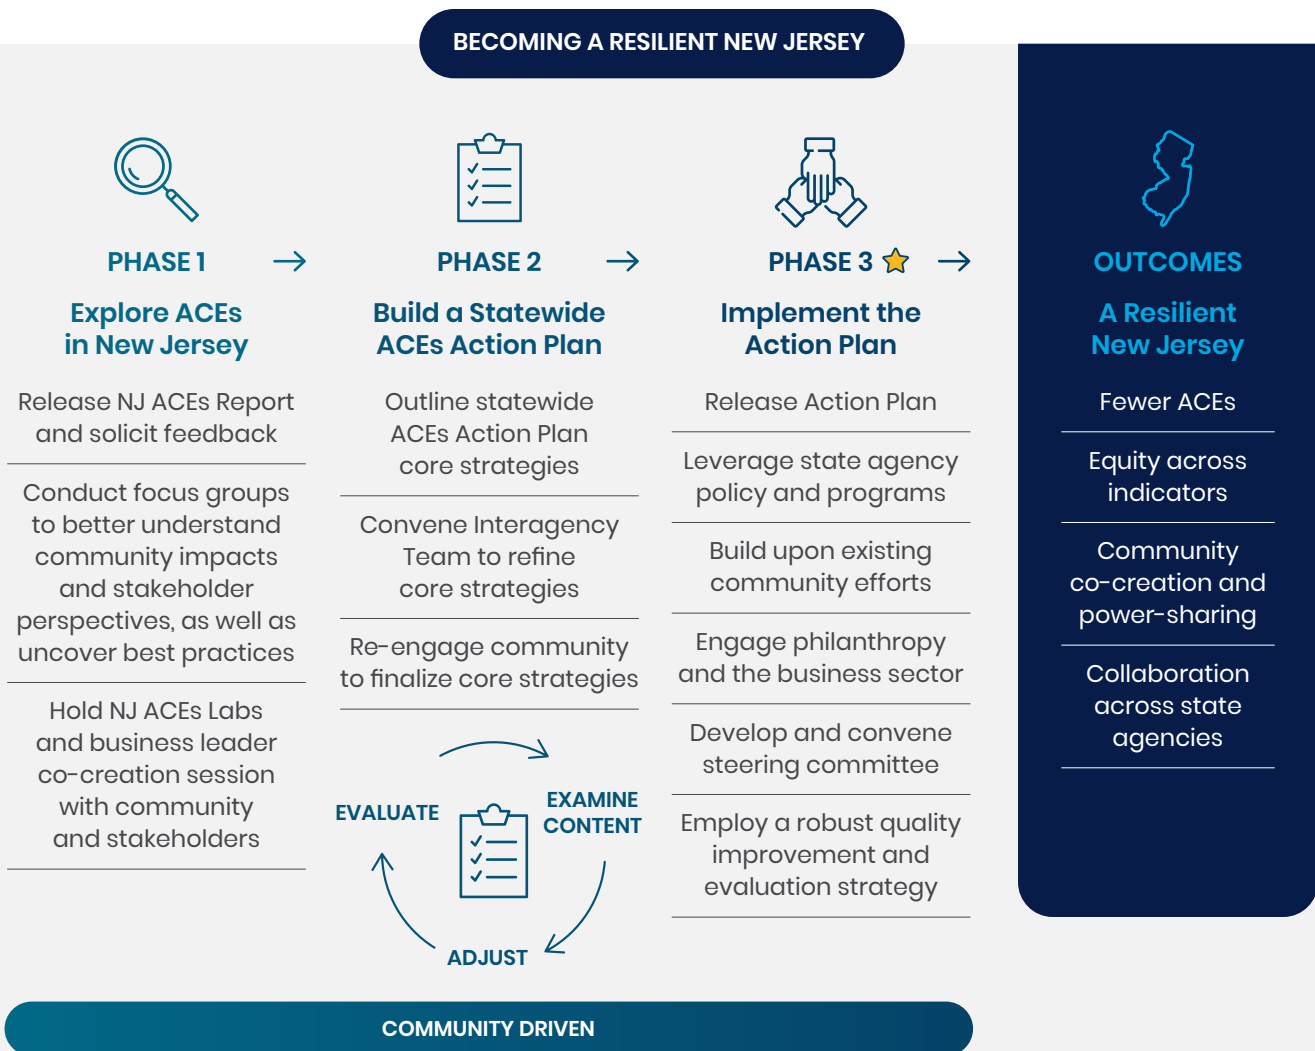 BECOMING A RESILIENT NEW JERSEY
PHASE 1
Explore ACEs
in New Jersey
Release NJ ACEs Report
and solicit feedback
Conduct focus groups
to better understand
community impacts
and stakeholder
perspectives, as well as
uncover best practices
Hold NJ ACEs Labs
and business leader
co-creation session
with community
and stakeholders
PHASE 2
Build a Statewide
ACEs Action Plan
Outline statewide
ACEs Action Plan
core strategies
Convene Interagency
Team to refine
core strategies
Re-engage community
to finalize core strategies
EVALUATE
EXAMINE
CONTENT
ADJUST
PHASE 3
Implement the
Action Plan
Release Action Plan
Leverage state agency
policy and programs
Build upon existing
community efforts
Engage philanthropy
and the business sector
Develop and convene
steering committee
Employ a robust quality
improvement and
evaluation strategy
OUTCOMES
A Resilient
New Jersey
Fewer ACEs
Equity across
indicators
Community
co-creation and
power-sharing
Collaboration
across state
agencies
COMMUNITY DRIVEN